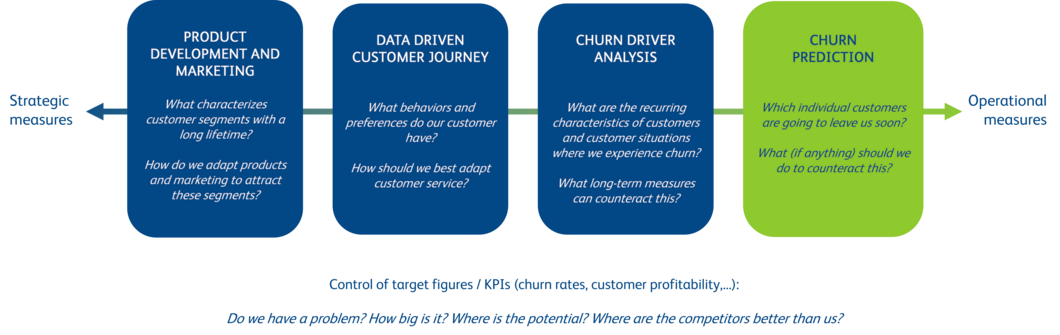 Strategic
measures
PRODUCT
DEVELOPMENT AND
MARKETING
What characterizes
customer segments with a
long lifetime?
How do we adapt products
and marketing to attract
these segments?
DATA DRIVEN
CUSTOMER JOURNEY
What behaviors and
preferences do our customer
have?
How should we best adapt
customer service?
CHURN DRIVER
ANALYSIS
What are the recurring
characteristics of customers
and customer situations
where we experience churn?
What long-term measures
can counteract this?
CHURN
PREDICTION
Which individual customers
are going to leave us soon?
What (if anything) should we
do to counteract this?
Operational
measures
Control of target figures / KPIs (churn rates, customer profitability,...):
Do we have a problem? How big is it? Where is the potential? Where are the competitors better than us?